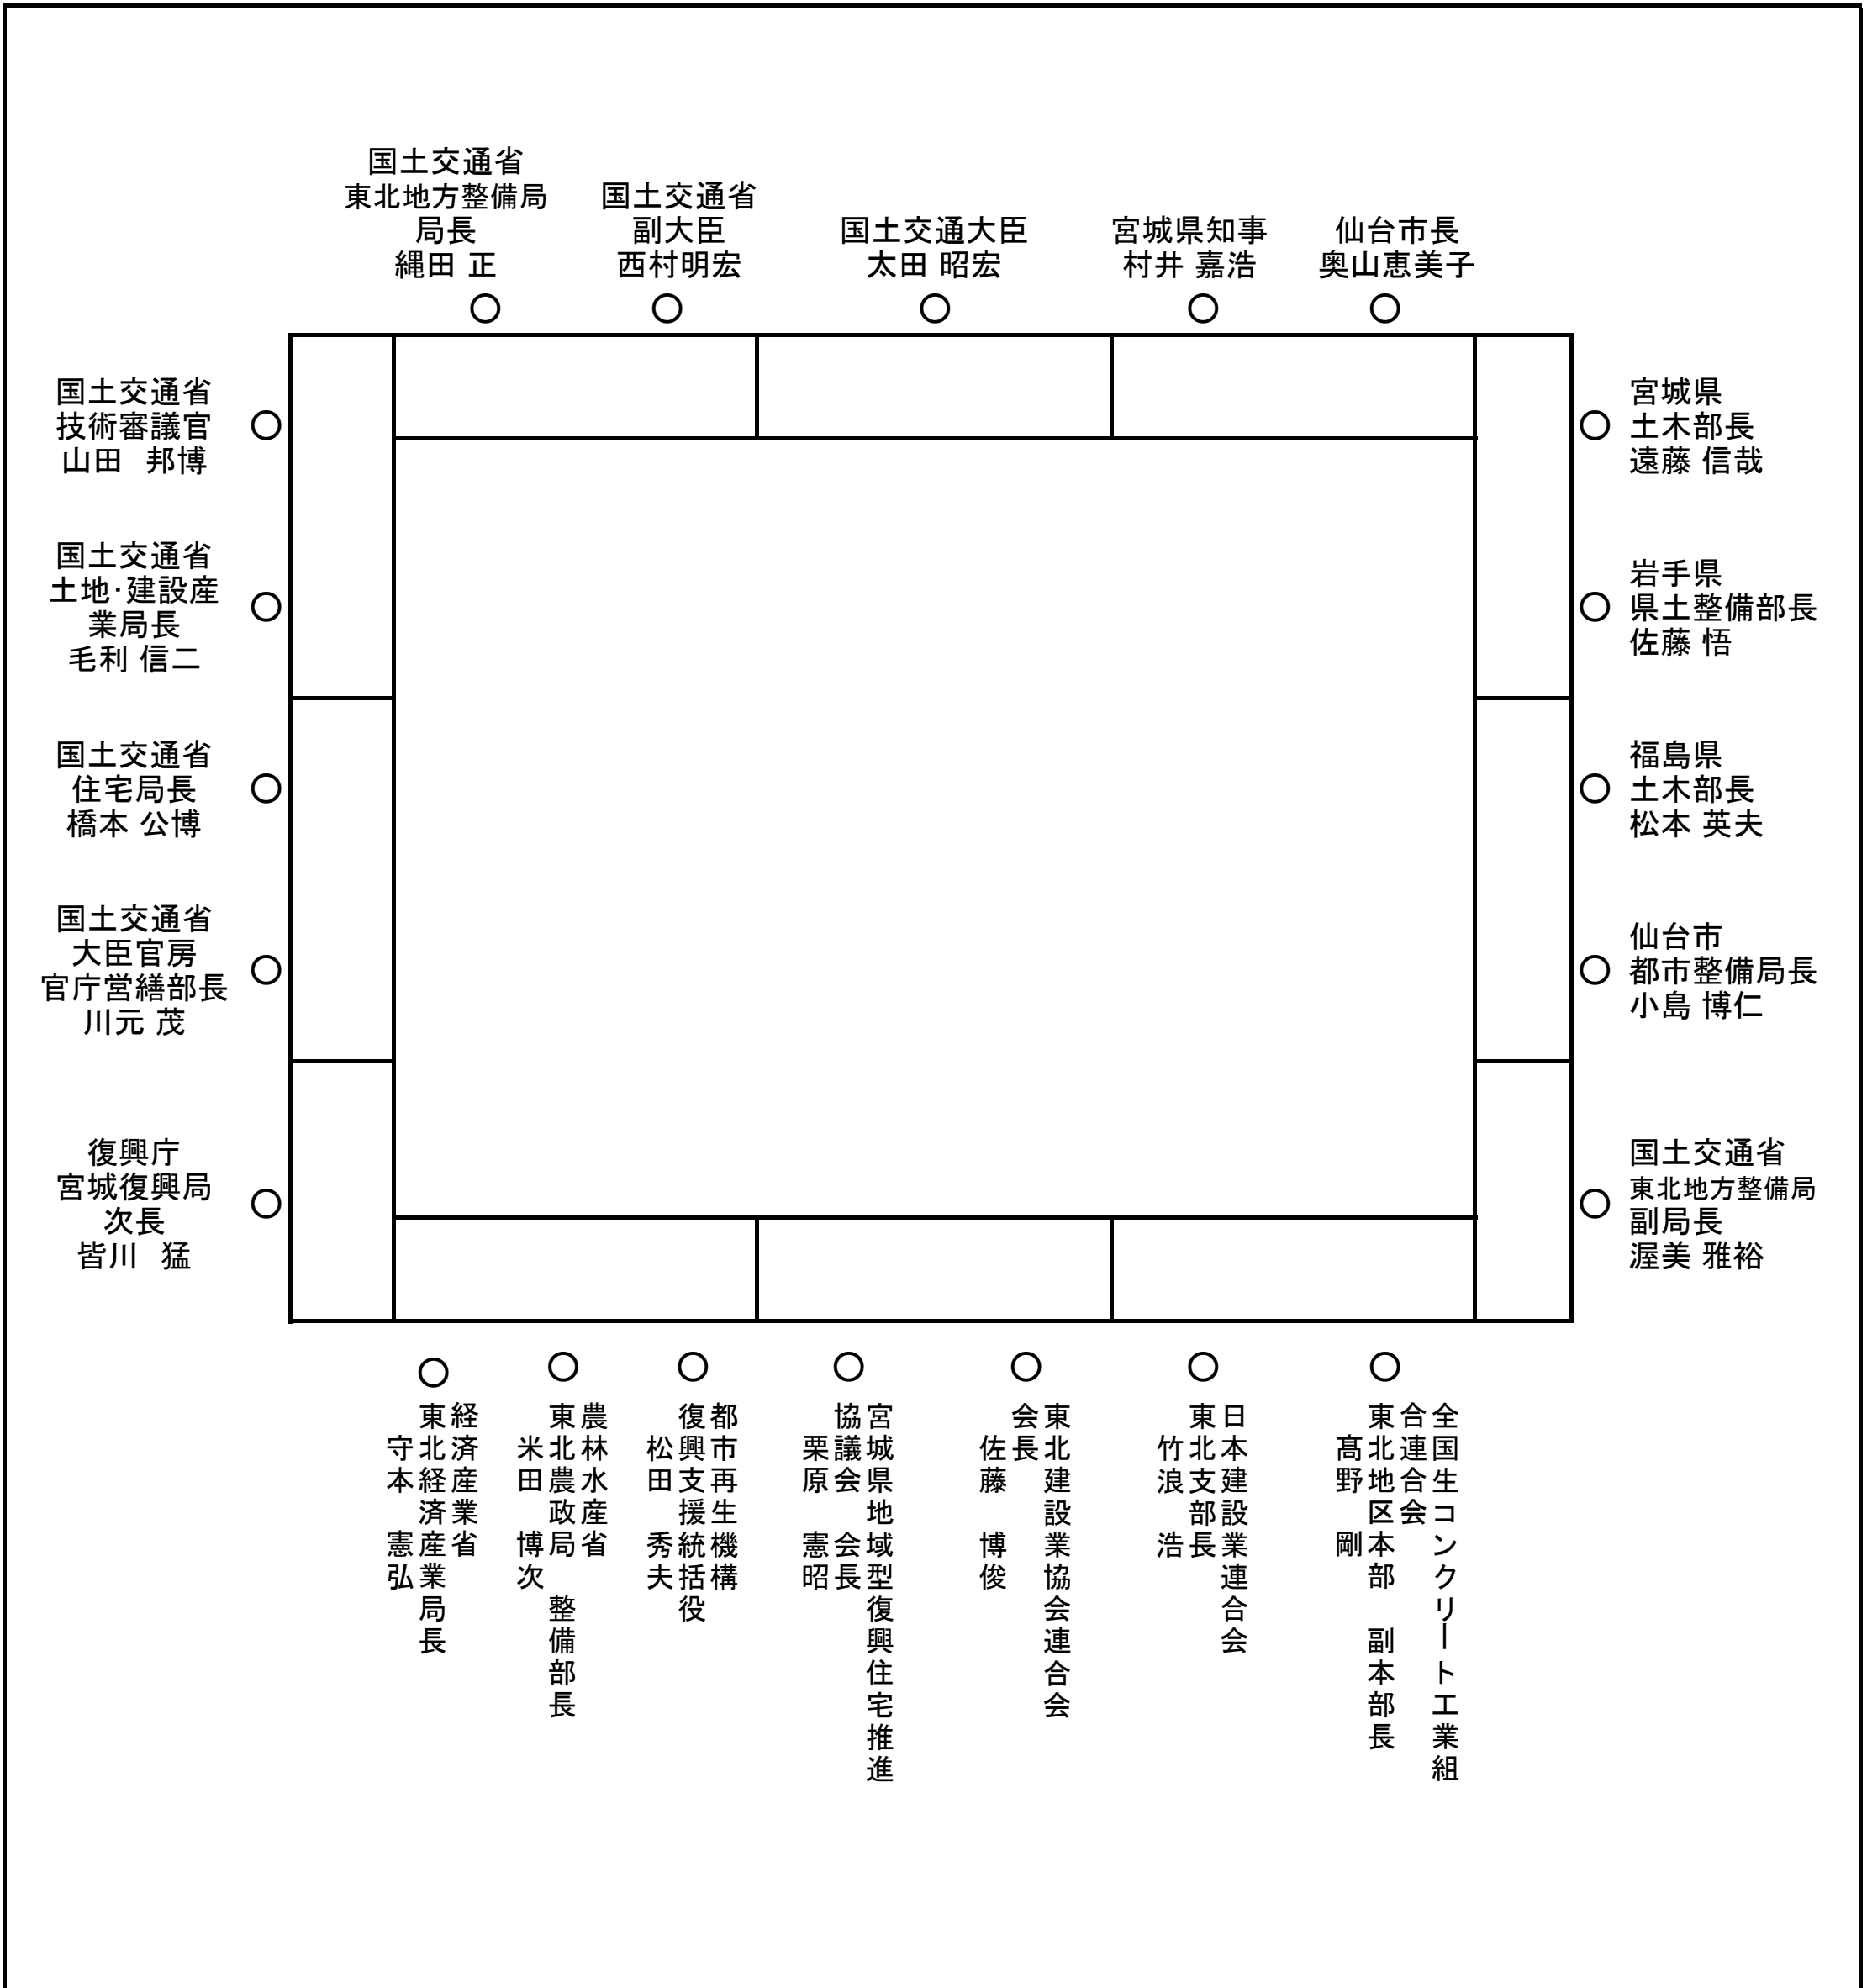 国土交通省
東北地方整備局
局長
縄田 正
国土交通省
副大臣
西村明宏
国土交通大臣
太田 昭宏
宮城県知事
村井 嘉浩
仙台市長
奥山恵美子
国土交通省
技術審議官
山田 邦博
国土交通省
土地・建設産
業局長
毛利 信二
国土交通省
住宅局長
橋本 公博
国土交通省
大臣官房
官庁営繕部長
川元 茂
復興庁
宮城復興局
次長
皆川 猛
宮城県
土木部長
遠藤 信哉
岩手県
県土整備部長
佐藤 悟
福島県
土木部長
松本 英夫
仙台市
都市整備局長
小島 博仁
国土交通省
東北地方整備局
副局長
渥美 雅裕
経済産業省
東北経済産業局長
守本 憲弘
農林水産省
東北農政局 整備部長
米田 博次
都市再生機構
復興支援統括役
松田 秀夫
宮城県地域型復興住宅推進
協議会 会長
栗原 憲昭
東北建設業協会連合会
会長
佐藤 博俊
日本建設業連合会
東北支部長
竹浪 浩
全国生コンクリート工業組
合連合会
東北地区本部 副本部長
髙野 剛